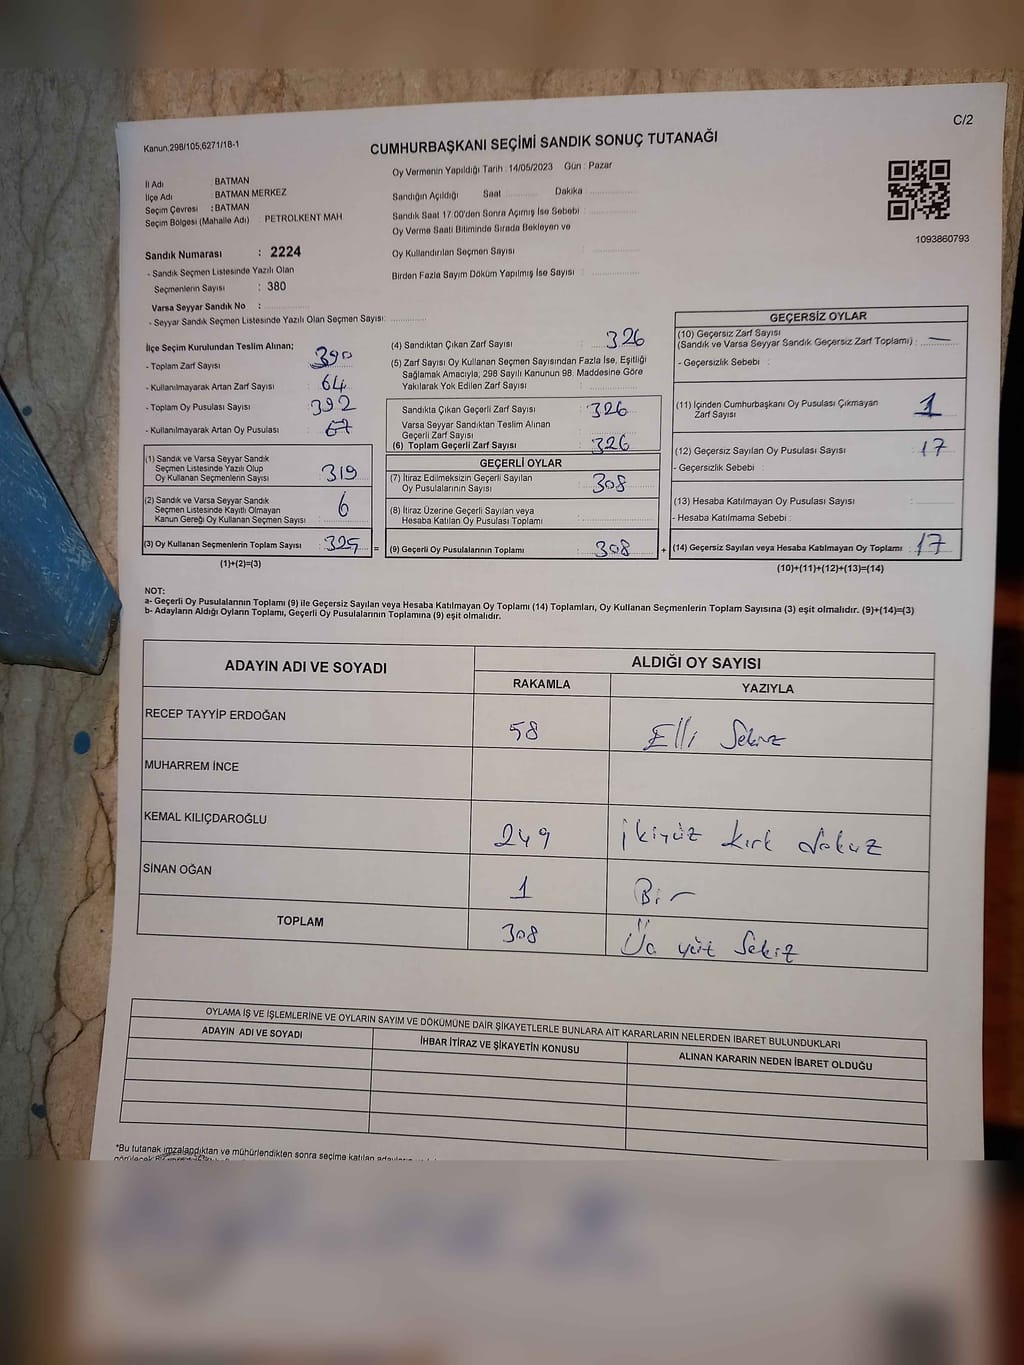 C/2
Kanun,298/105,6271/18-1
CUMHURBAŞKANI SEÇİMİ SANDIK SONUÇ TUTANAĞI
Oy Vermenin Yapıldığı Tarih : 14/05/2023 Gün : Pazar
İl Adı : BATMAN
İlçe Adı : BATMAN MERKEZ
Seçim Çevresi : BATMAN
Seçim Bölgesi (Mahalle Adı) : PETROLKENT MAH
Sandığın Açıldığı Saat Dakika
Sandık Saat 17:00'den Sonra Açımış İse Sebebi :
Oy Verme Saati Bitiminde Sırada Bekleyen ve
Oy Kullandırılan Seçmen Sayısı :
Birden Fazla Sayım Döküm Yapılmış İse Sayısı :
1093860793
Sandık Numarası : 2224
- Sandık Seçmen Listesinde Yazılı Olan
Seçmenlerin Sayısı : 380
Varsa Seyyar Sandık No :
- Seyyar Sandık Seçmen Listesinde Yazılı Olan Seçmen Sayısı:
İlçe Seçim Kurulundan Teslim Alınan;
- Toplam Zarf Sayısı : 390
- Kullanılmayarak Artan Zarf Sayısı : 64
- Toplam Oy Pusulası Sayısı : 392
- Kullanılmayarak Artan Oy Pusulası : 67
(1) Sandık ve Varsa Seyyar Sandık
Seçmen Listesinde Yazılı Olup
Oy Kullanan Seçmenlerin Sayısı : 319
(2) Sandık ve Varsa Seyyar Sandık
Seçmen Listesinde Kayıtlı Olmayan
Kanun Gereği Oy Kullanan Seçmen Sayısı : 6
(3) Oy Kullanan Seçmenlerin Toplam Sayısı : 325 =
(1)+(2)=(3)
(4) Sandıktan Çıkan Zarf Sayısı : 326
(5) Zarf Sayısı Oy Kullanan Seçmen Sayısından Fazla İse, Eşitliği
Sağlamak Amacıyla, 298 Sayılı Kanunun 98. Maddesine Göre
Yakılarak Yok Edilen Zarf Sayısı :
Sandıkta Çıkan Geçerli Zarf Sayısı : 326
Varsa Seyyar Sandıktan Teslim Alınan
Geçerli Zarf Sayısı :
(6) Toplam Geçerli Zarf Sayısı : 326
GEÇERLİ OYLAR
(7) İtiraz Edilmeksizin Geçerli Sayılan
Oy Pusulalarının Sayısı : 308
(8) İtiraz Üzerine Geçerli Sayılan veya
Hesaba Katılan Oy Pusulası Toplamı :
(9) Geçerli Oy Pusulalarının Toplamı : 308 +
GEÇERSİZ OYLAR
(10) Geçersiz Zarf Sayısı
(Sandık ve Varsa Seyyar Sandık Geçersiz Zarf Toplamı) : —
- Geçersizlik Sebebi :
(11) İçinden Cumhurbaşkanı Oy Pusulası Çıkmayan
Zarf Sayısı : 1
(12) Geçersiz Sayılan Oy Pusulası Sayısı : 17
- Geçersizlik Sebebi :
(13) Hesaba Katılmayan Oy Pusulası Sayısı :
- Hesaba Katılmama Sebebi :
(14) Geçersiz Sayılan veya Hesaba Katılmayan Oy Toplamı : 17
(10)+(11)+(12)+(13)=(14)
NOT:
a- Geçerli Oy Pusulalarının Toplamı (9) ile Geçersiz Sayılan veya Hesaba Katılmayan Oy Toplamı (14) Toplamları, Oy Kullanan Seçmenlerin Toplam Sayısına (3) eşit olmalıdır. (9)+(14)=(3)
b- Adayların Aldığı Oyların Toplamı, Geçerli Oy Pusulalarının Toplamına (9) eşit olmalıdır.
ADAYIN ADI VE SOYADI ALDIĞI OY SAYISI
RAKAMLA YAZIYLA
RECEP TAYYİP ERDOĞAN 58 Elli Sekiz
MUHARREM İNCE
KEMAL KILIÇDAROĞLU 249 İkiyüz kırk dokuz
SİNAN OĞAN 1 Bir
TOPLAM 308 Üç yüz Sekiz
OYLAMA İŞ VE İŞLEMLERİNE VE OYLARIN SAYIM VE DÖKÜMÜNE DAİR ŞİKAYETLERLE BUNLARA AİT KARARLARIN NELERDEN İBARET BULUNDUKLARI
ADAYIN ADI VE SOYADI İHBAR İTİRAZ VE ŞİKAYETİN KONUSU ALINAN KARARIN NEDEN İBARET OLDUĞU
*Bu tutanak imzalandıktan ve mühürlendikten sonra seçime katılan